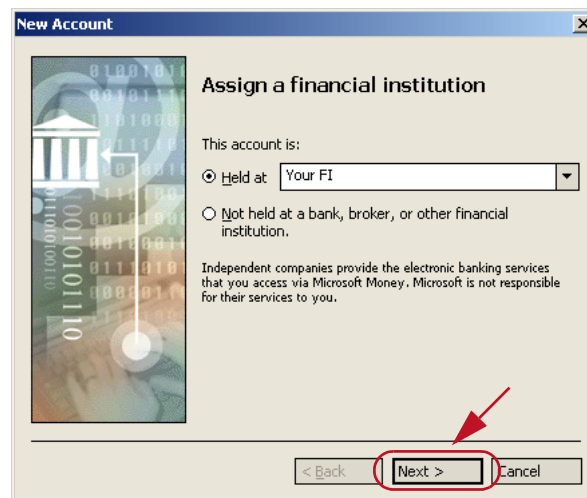 New Account
Assign a financial institution
This account is:
Held at Your FI
Not held at a bank, broker, or other financial
institution.
Independent companies provide the electronic banking services
that you access via Microsoft Money. Microsoft is not responsible
for their services to you.
< Back Next > Cancel